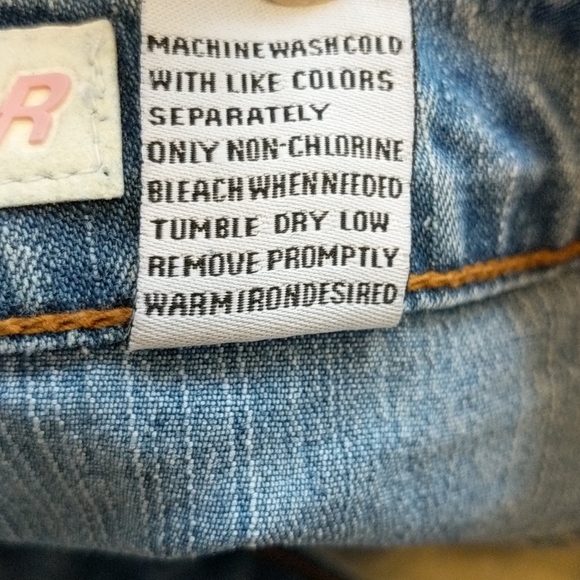 R
MACHINE WASH COLD
WITH LIKE COLORS
SEPARATELY
ONLY NON-CHLORINE
BLEACH WHEN NEEDED
TUMBLE DRY LOW
REMOVE PROMPTLY
WARM IRON DESIRED